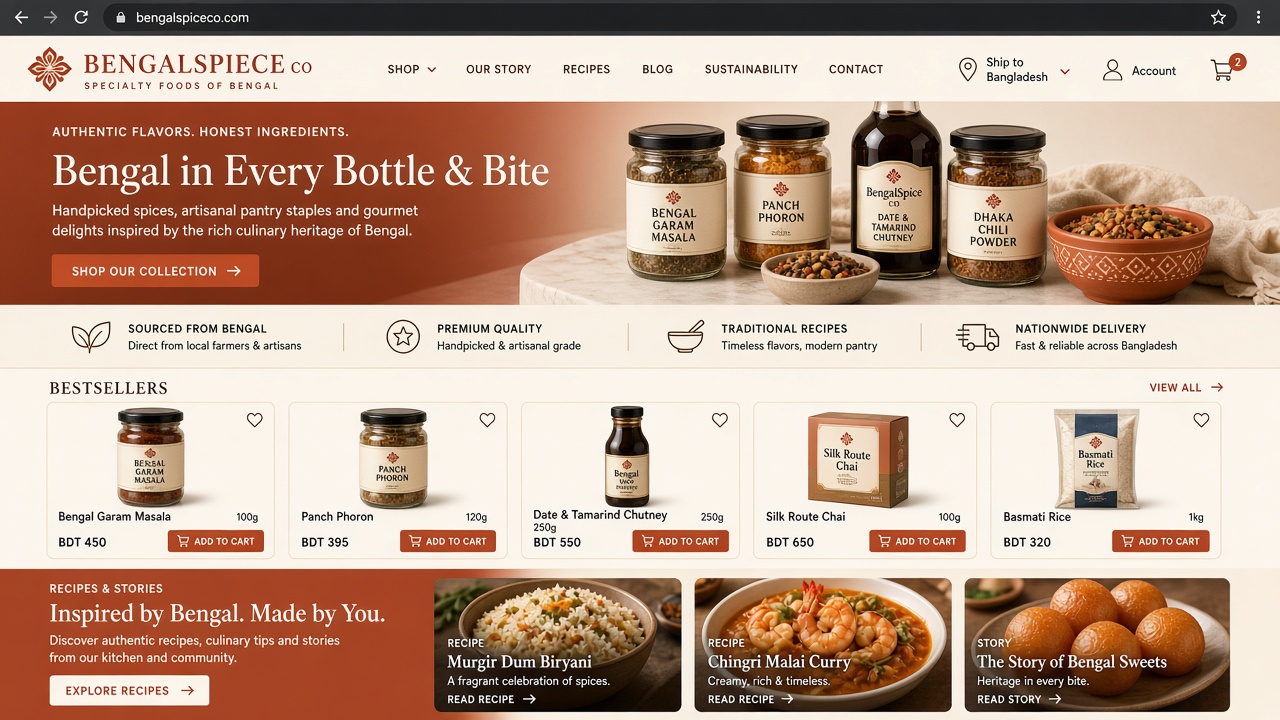 bengalspiceco.com
BENGALSPIECE CO
SPECIALTY FOODS OF BENGAL
SHOP
OUR STORY
RECIPES
BLOG
SUSTAINABILITY
CONTACT
Ship to
Bangladesh
Account
2
AUTHENTIC FLAVORS. HONEST INGREDIENTS.
Bengal in Every Bottle & Bite
Handpicked spices, artisanal pantry staples and gourmet
delights inspired by the rich culinary heritage of Bengal.
SHOP OUR COLLECTION
BENGAL
GARAM
MASALA
PANCH
PHORON
BengalSpice
CO
DATE &
TAMARIND
CHUTNEY
DHAKA
CHILI
POWDER
SOURCED FROM BENGAL
Direct from local farmers & artisans
PREMIUM QUALITY
Handpicked & artisanal grade
TRADITIONAL RECIPES
Timeless flavors, modern pantry
NATIONWIDE DELIVERY
Fast & reliable across Bangladesh
BESTSELLERS
VIEW ALL
GARAM
MASALA
Bengal Garam Masala 100g
BDT 450
ADD TO CART
PANCH
PHORON
Panch Phoron 120g
BDT 395
ADD TO CART
Bengal
Date & Tamarind Chutney 250g
250g
BDT 550
ADD TO CART
Silk Route
Chai
Silk Route Chai 100g
BDT 650
ADD TO CART
Basmati
Rice
Basmati Rice 1kg
BDT 320
ADD TO CART
RECIPES & STORIES
Inspired by Bengal. Made by You.
Discover authentic recipes, culinary tips and stories
from our kitchen and community.
EXPLORE RECIPES
RECIPE
Murgir Dum Biryani
A fragrant celebration of spices.
READ RECIPE
RECIPE
Chingri Malai Curry
Creamy, rich & timeless.
READ RECIPE
STORY
The Story of Bengal Sweets
Heritage in every bite.
READ STORY